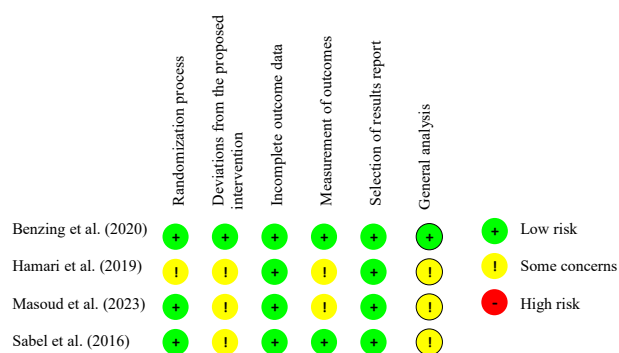 Randomization process
Deviations from the proposed
intervention
Incomplete outcome data
Measurement of outcomes
Selection of results report
General analysis
Benzing et al. (2020) + + + + + + + Low risk
Hamari et al. (2019) ! ! + ! + ! ! Some concerns
Masoud et al. (2023) + ! + ! + ! - High risk
Sabel et al. (2016) + ! + + + !